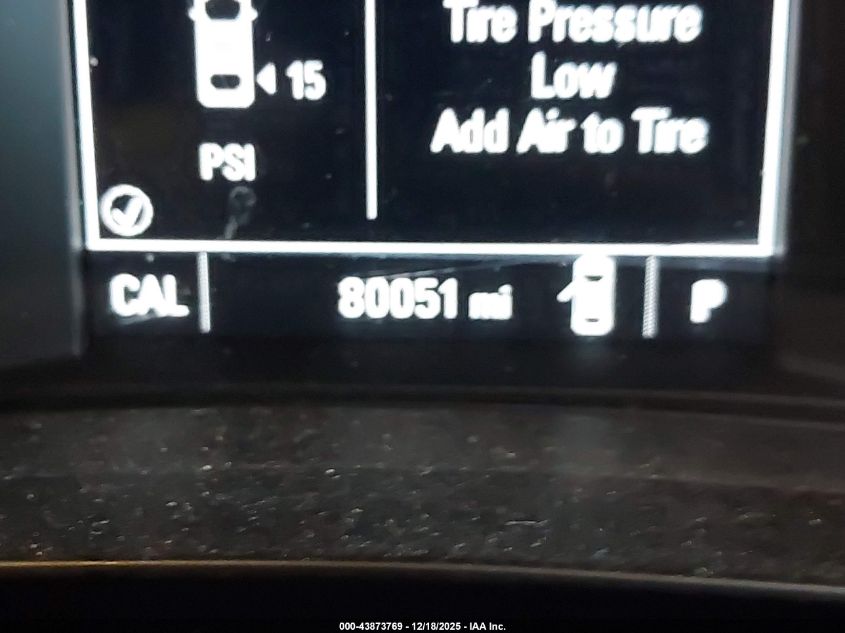 Tire Pressure
Low
Add Air to Tire
15
PSI
CAL
80051 mi
P
000-43873769 - 12/18/2025 - IAA Inc.